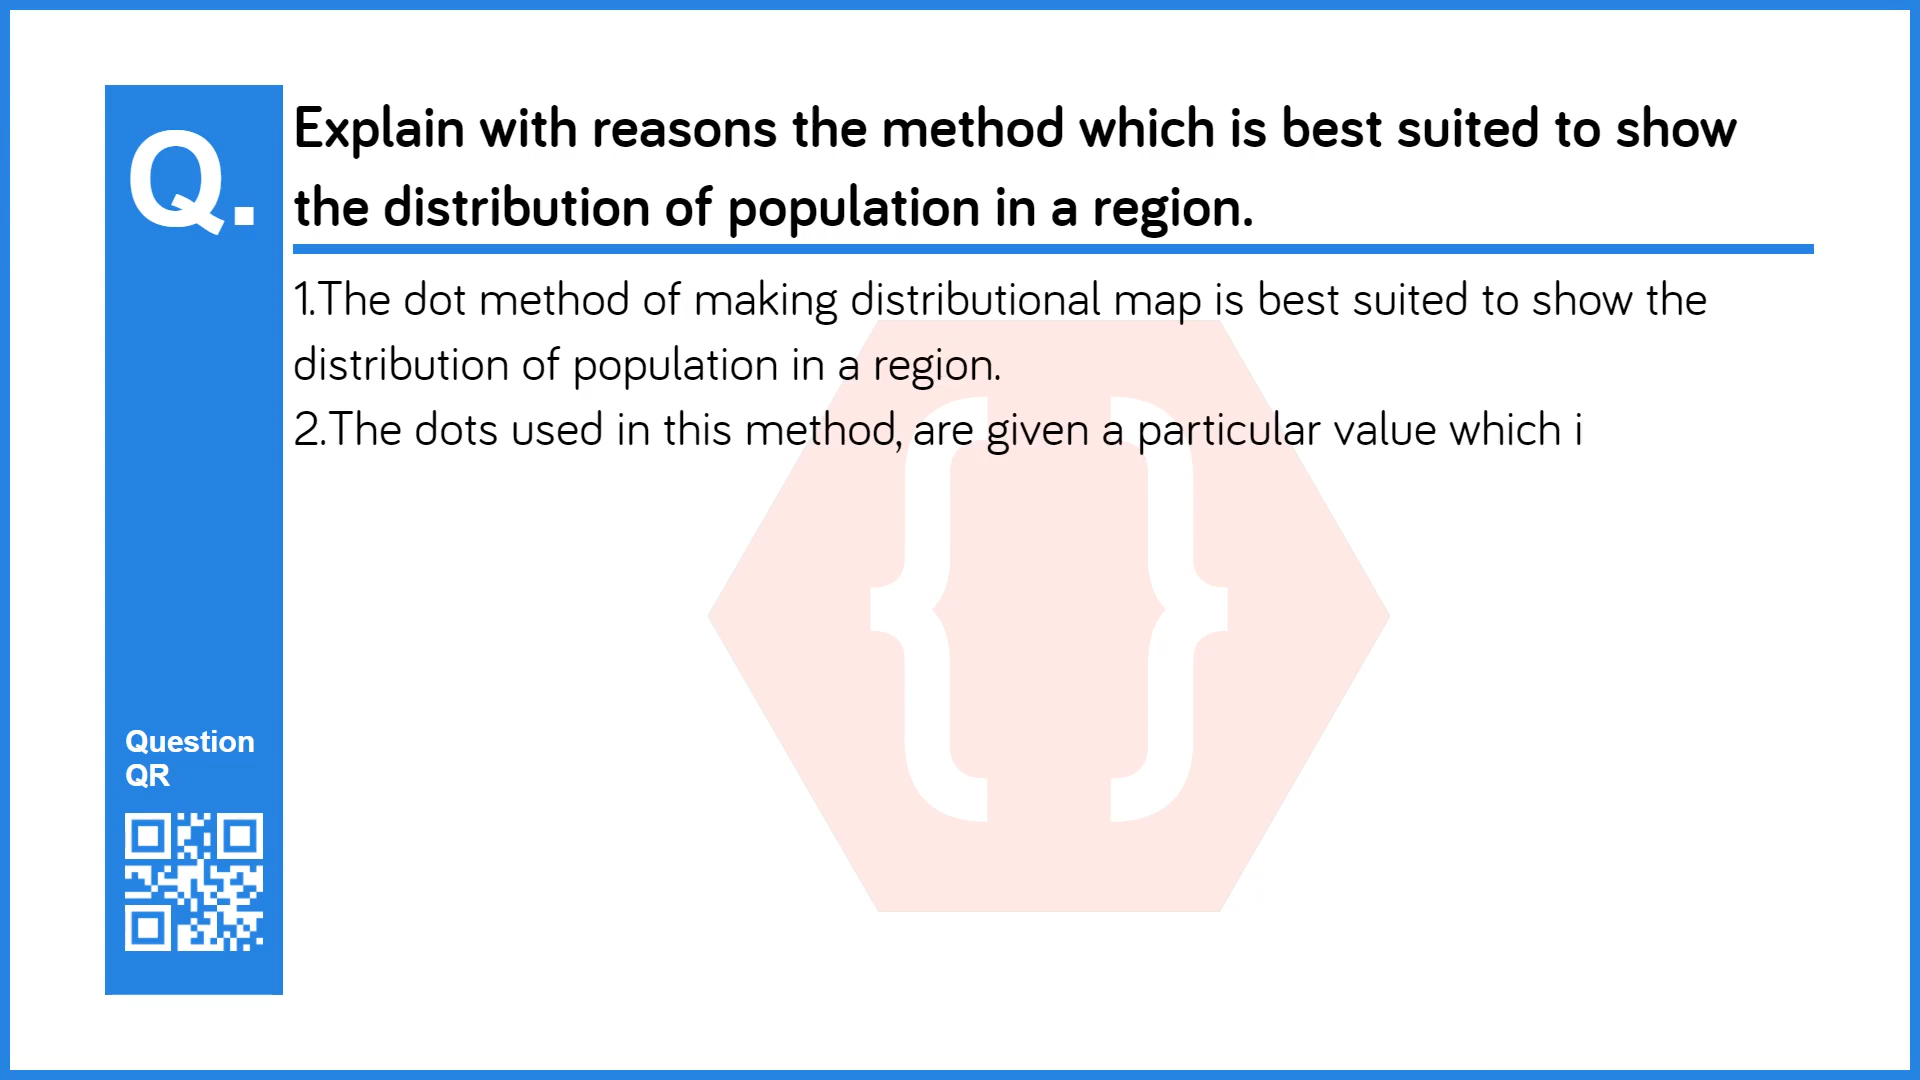 Q.
Explain with reasons the method which is best suited to show
the distribution of population in a region.
1.The dot method of making distributional map is best suited to show the
distribution of population in a region.
2.The dots used in this method, are given a particular value which i
Question
QR